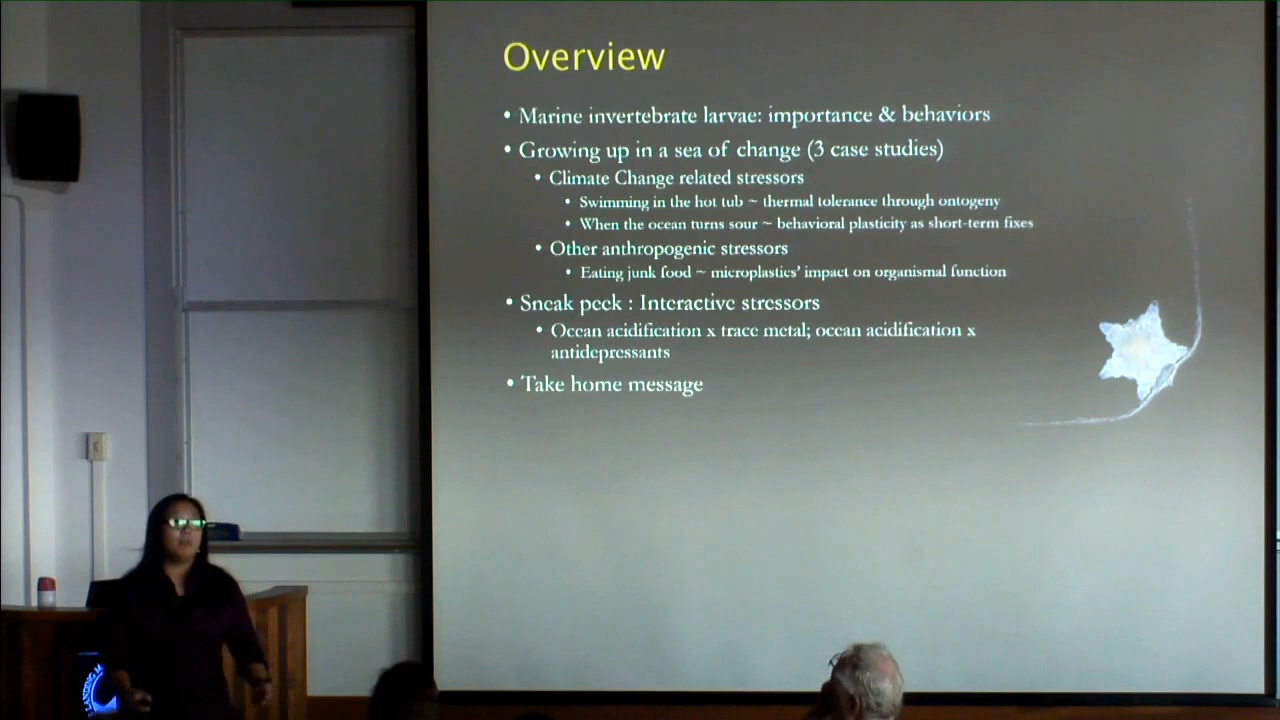 Overview
• Marine invertebrate larvae: importance & behaviors
• Growing up in a sea of change (3 case studies)
• Climate Change related stressors
• Swimming in the hot tub ~ thermal tolerance through ontogeny
• When the ocean turns sour ~ behavioral plasticity as short-term fixes
• Other anthropogenic stressors
• Eating junk food ~ microplastics' impact on organismal function
• Sneak peek : Interactive stressors
• Ocean acidification x trace metal; ocean acidification x
antidepressants
• Take home message
LANDING